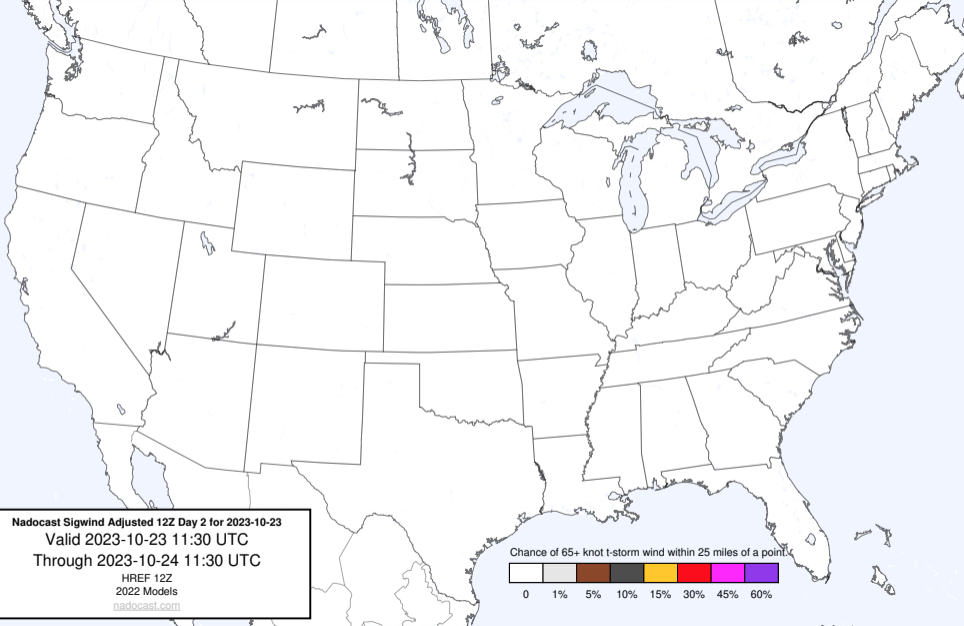 Nadocast Sigwind Adjusted 12Z Day 2 for 2023-10-23
Valid 2023-10-23 11:30 UTC
Through 2023-10-24 11:30 UTC
HREF 12Z
2022 Models
nadocast.com
Chance of 65+ knot t-storm wind within 25 miles of a point.
0 1% 5% 10% 15% 30% 45% 60%